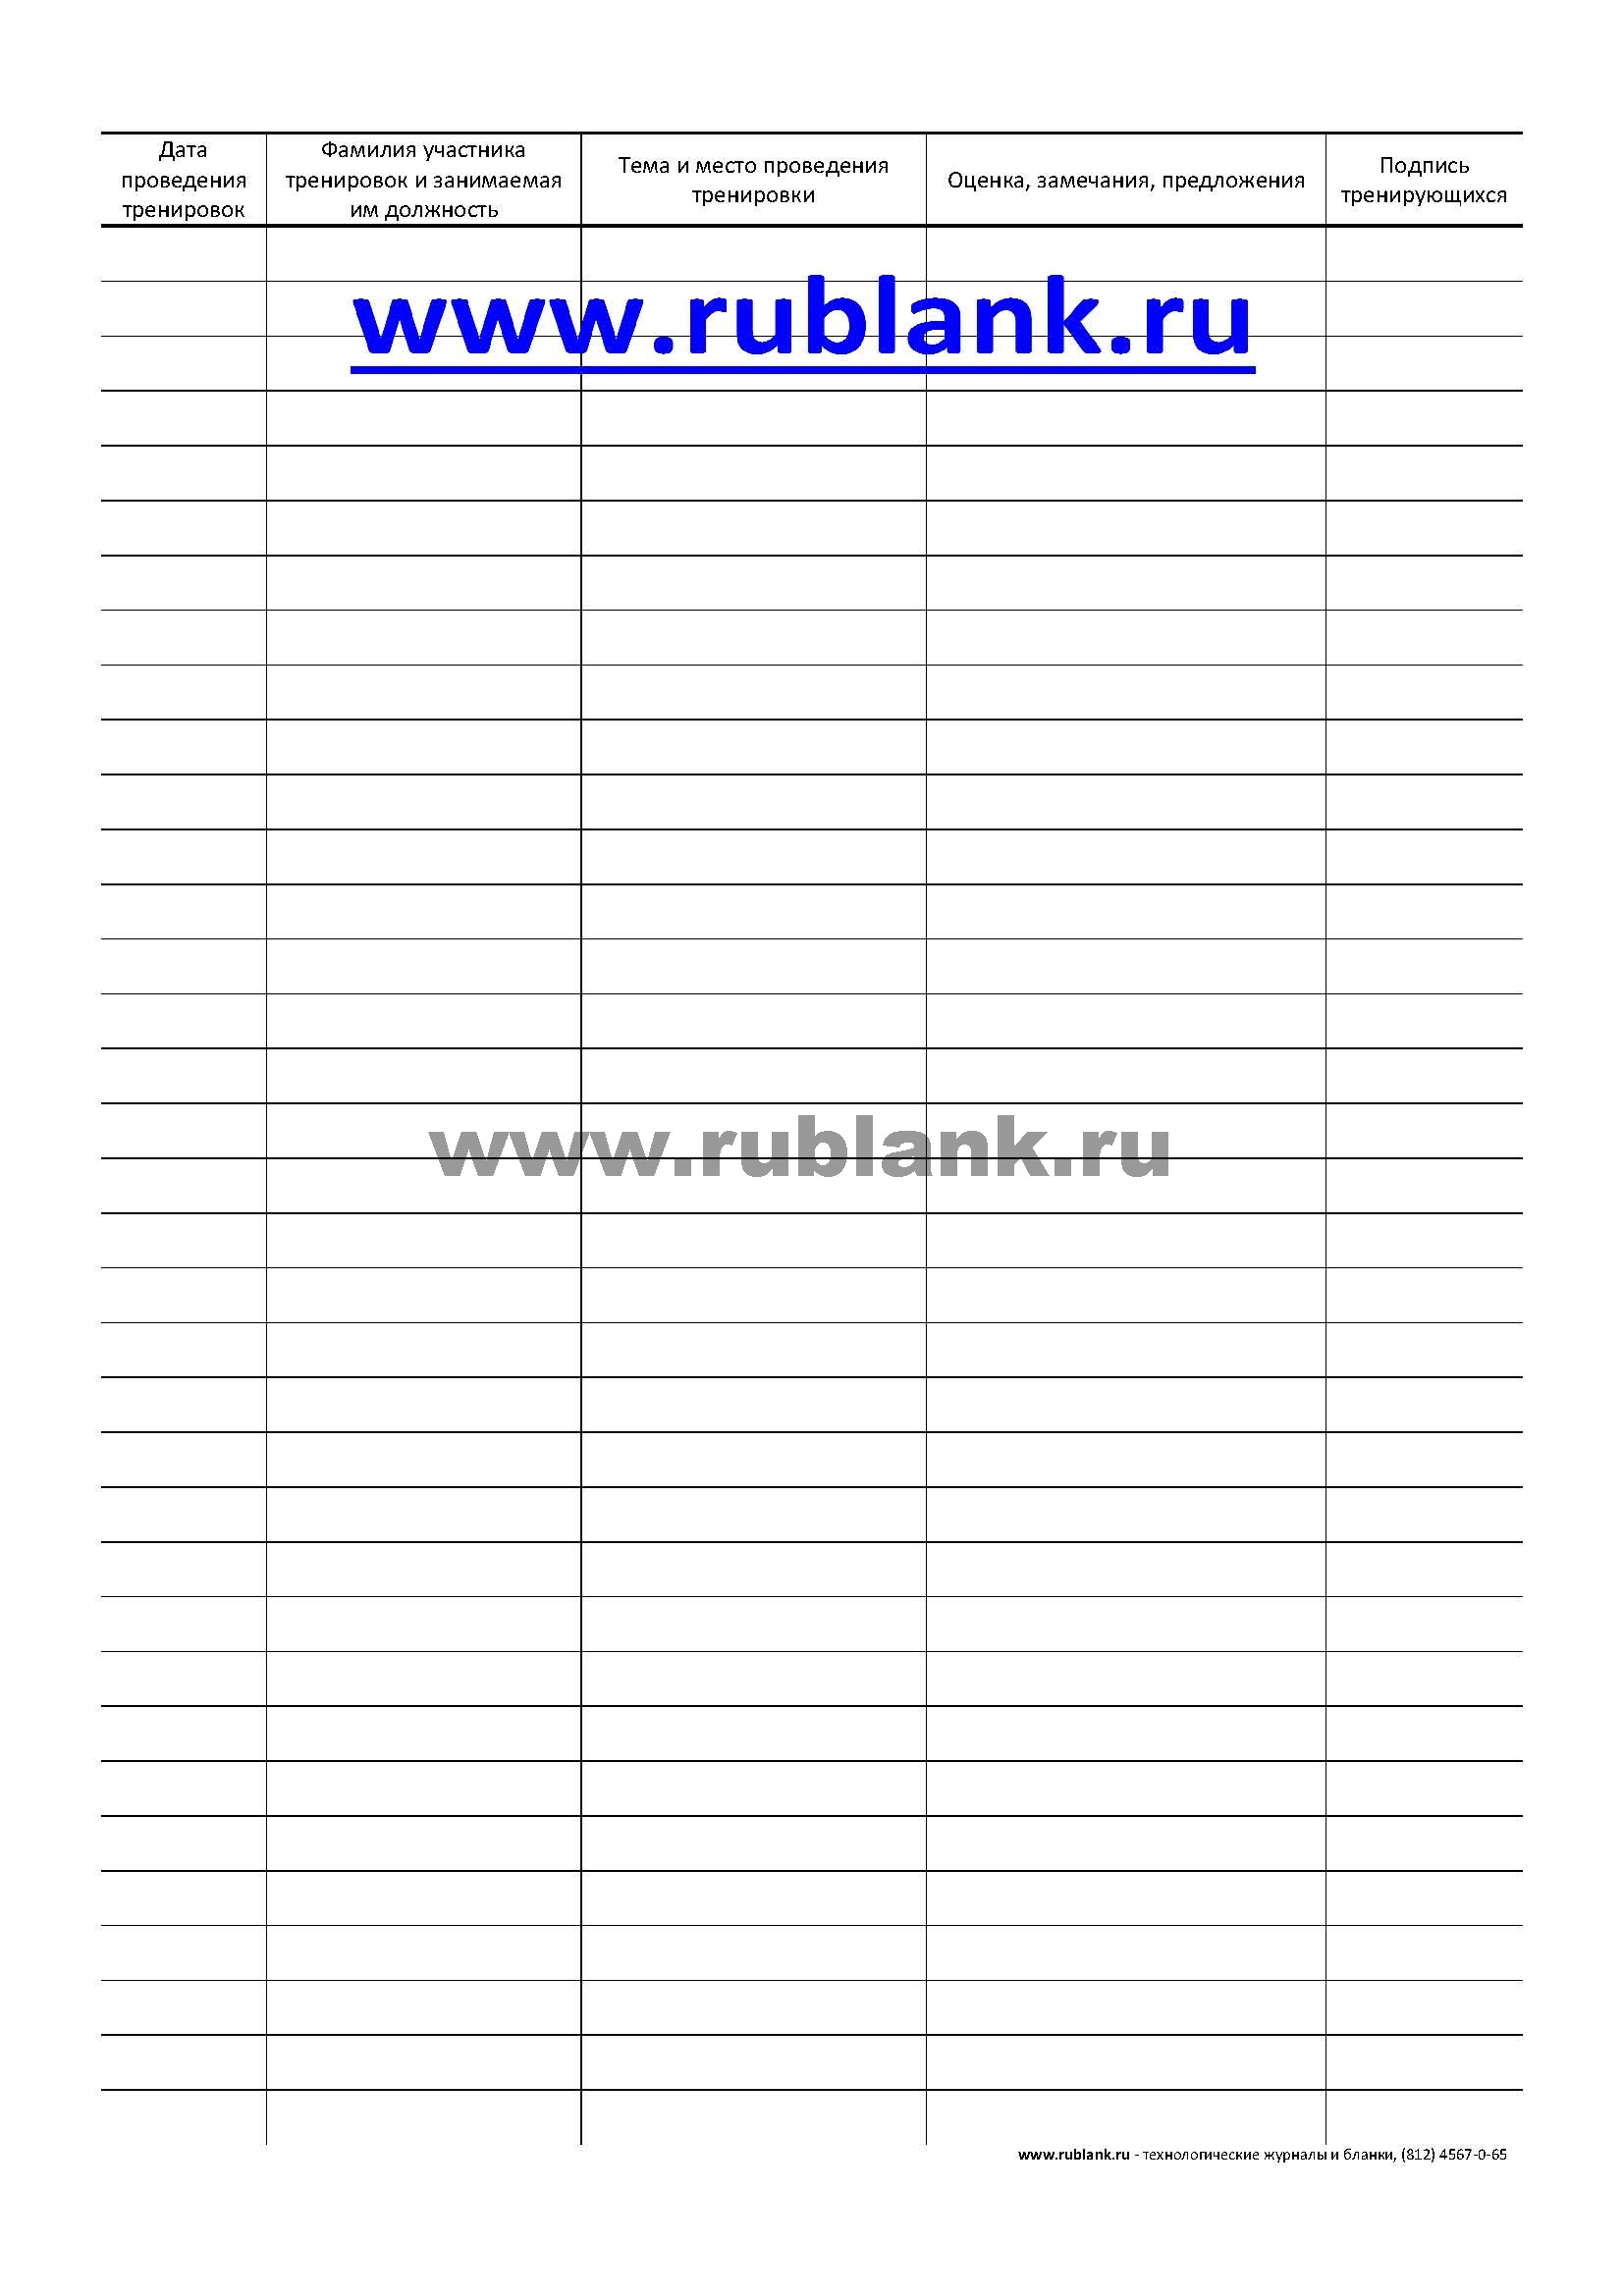 Дата
проведения
тренировок
Фамилия участника
тренировок и занимаемая
им должность
Тема и место проведения
тренировки
Оценка, замечания, предложения
Подпись
тренирующихся
www.rublank.ru
www.rublank.ru
www.rublank.ru - технологические журналы и бланки, (812) 4567-0-65